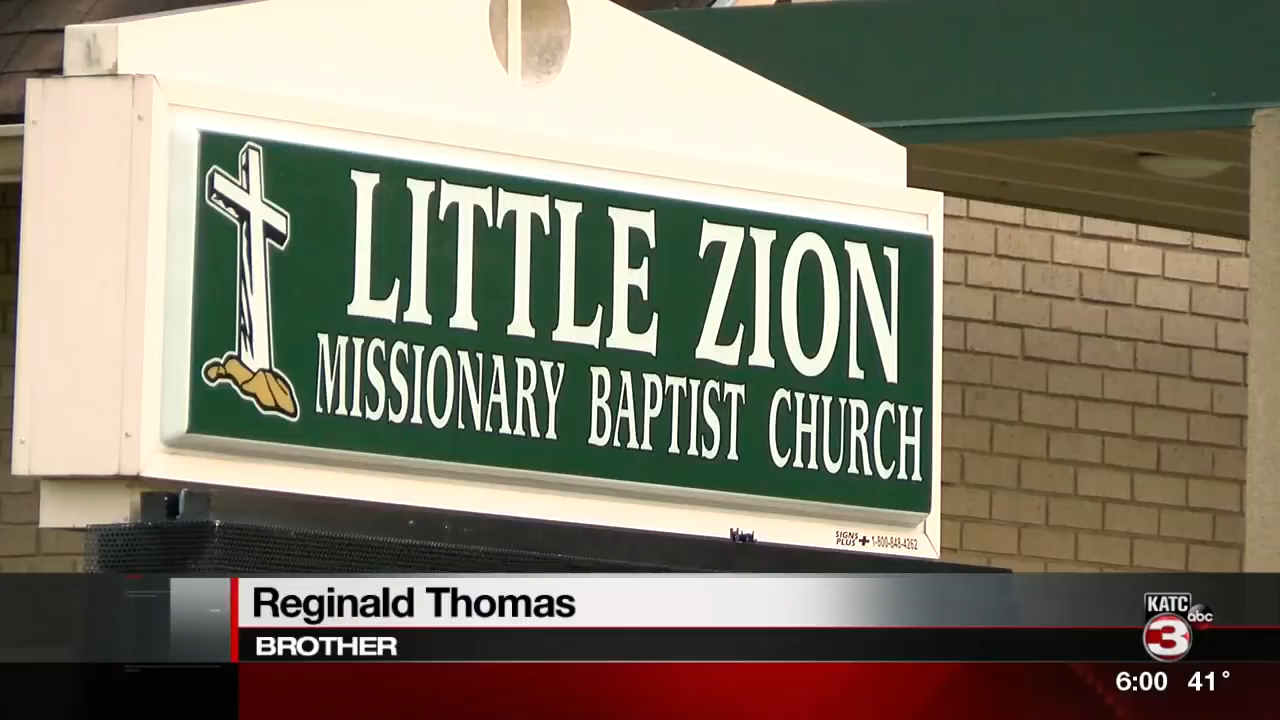 LITTLE ZION
MISSIONARY BAPTIST CHURCH
SIGNS
PLUS 1-800-848-4262
Reginald Thomas
BROTHER
KATC
abc
3
6:00 41°